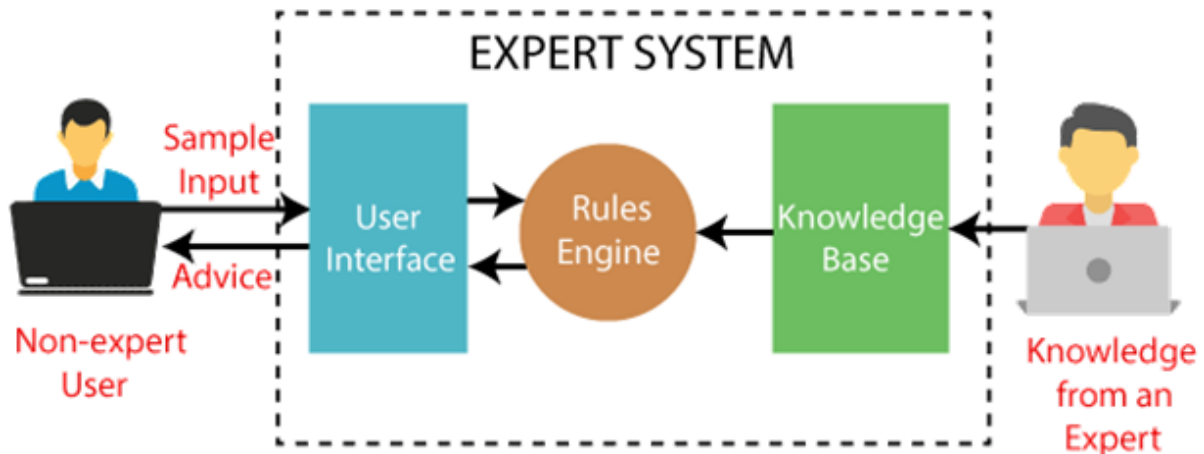 EXPERT SYSTEM
Sample
Input
Advice
Non-expert
User
User
Interface
Rules
Engine
Knowledge
Base
Knowledge
from an
Expert